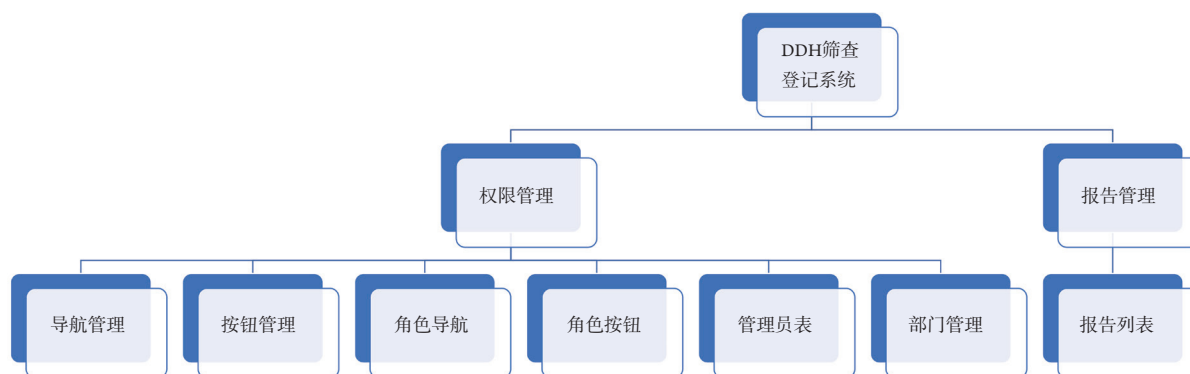 DDH筛查
登记系统
权限管理
报告管理
导航管理
按钮管理
角色导航
角色按钮
管理员表
部门管理
报告列表